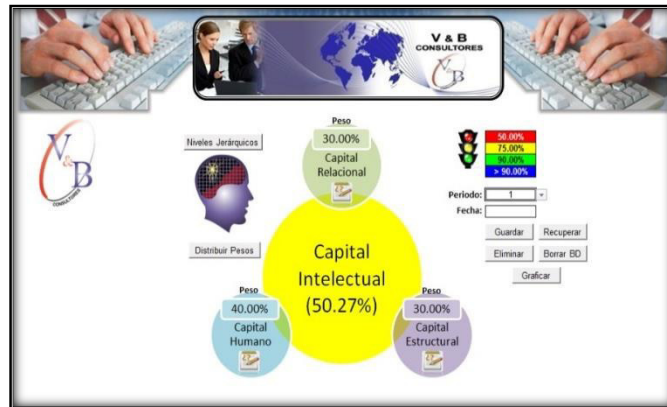 V & B
CONSULTORES
V&B
V&B
CONSULTORES
Niveles Jerárquicos
Distribuir Pesos
Peso
30.00%
Capital
Relacional
Capital
Intelectual
(50.27%)
Peso
40.00%
Capital
Humano
Peso
30.00%
Capital
Estructural
50.00%
75.00%
90.00%
> 90.00%
Periodo: 1
Fecha:
Guardar Recuperar
Eliminar Borrar BD
Graficar